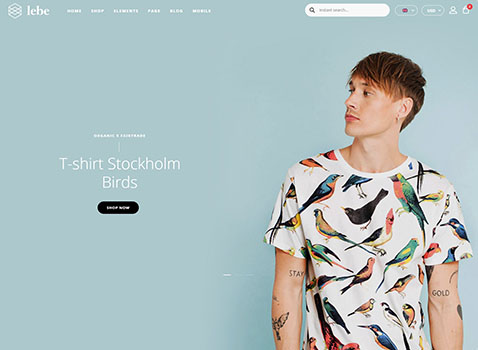 lebe
HOME SHOP ELEMENTS PAGE BLOG MOBILE
Instant search...
USD
ORGANIC & FAIRTRADE
T-shirt Stockholm
Birds
SHOP NOW
STAY
GOLD